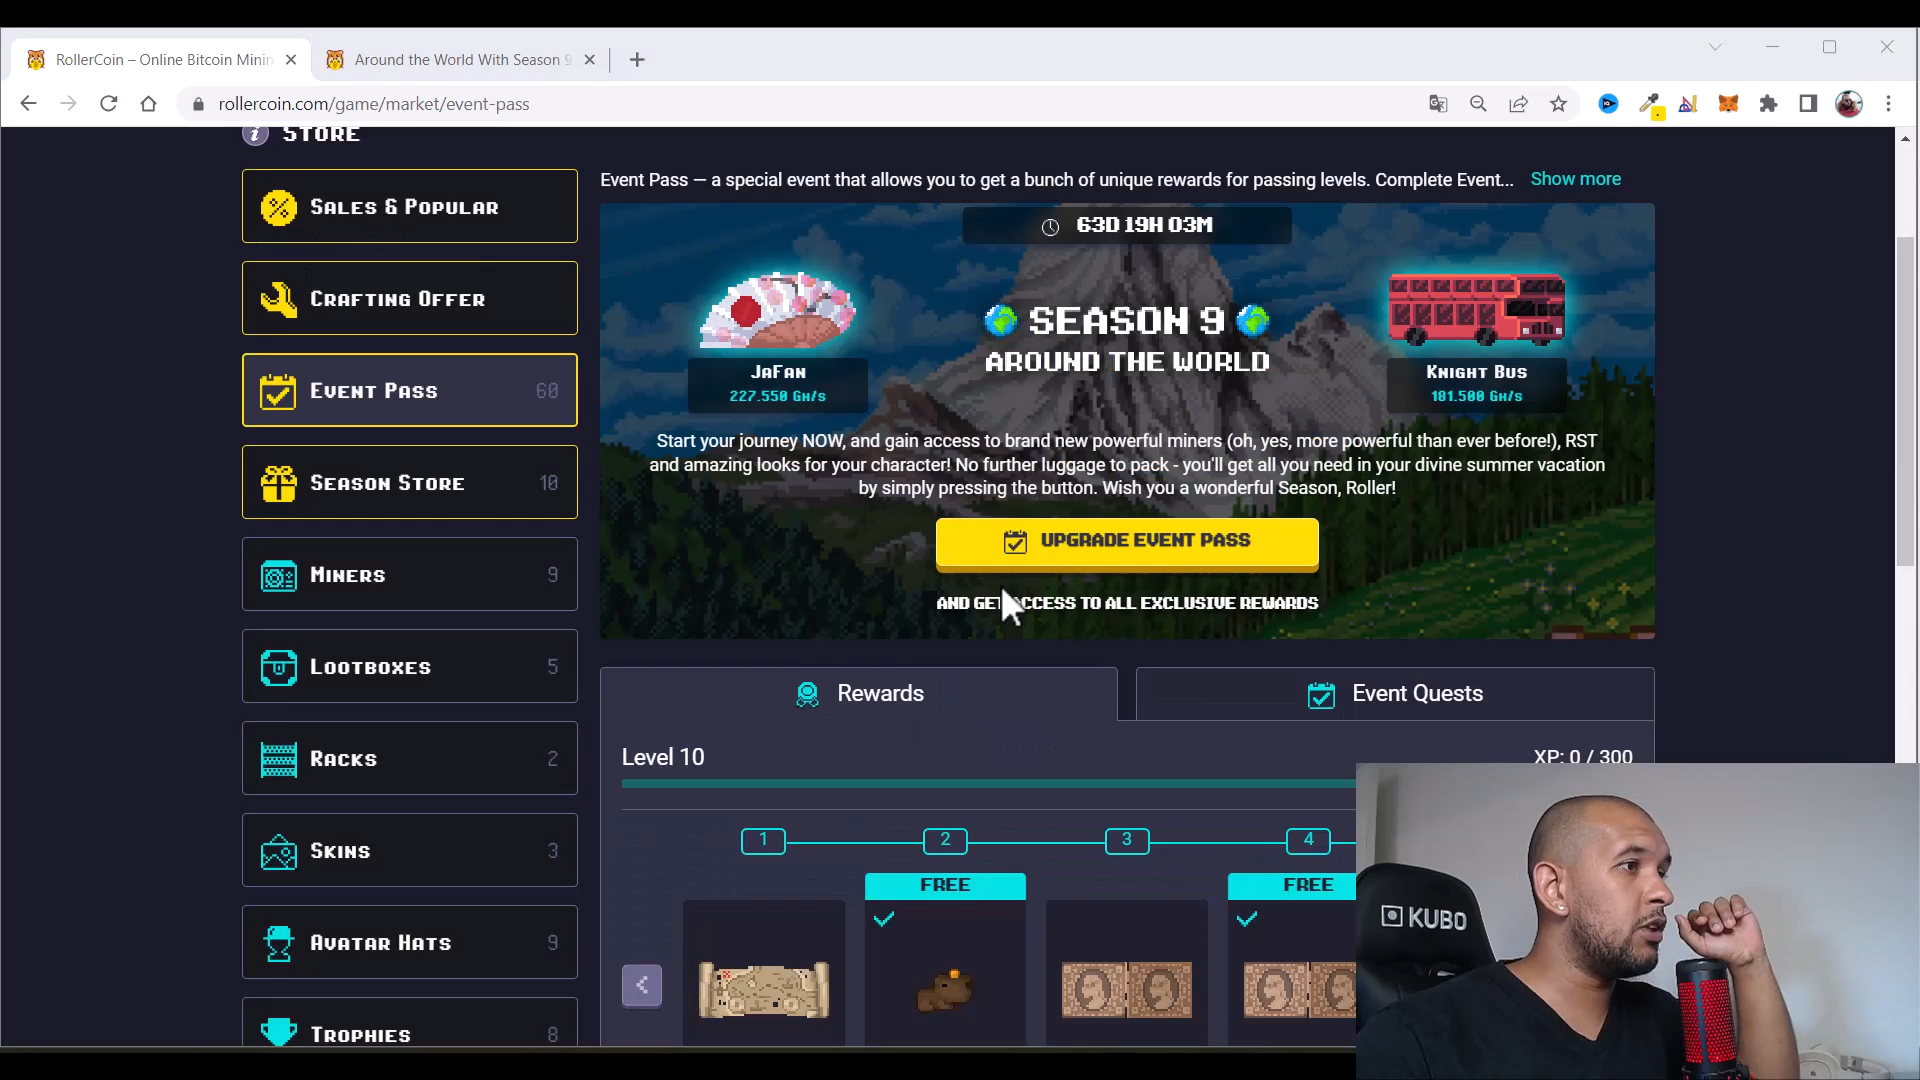 RollerCoin – Online Bitcoin Minin
Around the World With Season 9
rollercoin.com/game/market/event-pass
STORE
SALES & POPULAR
CRAFTING OFFER
EVENT PASS 60
SEASON STORE 10
MINERS 9
LOOTBOXES 5
RACKS 2
SKINS 3
AVATAR HATS 9
TROPHIES 8
Event Pass — a special event that allows you to get a bunch of unique rewards for passing levels. Complete Event... Show more
63D 19H 03M
SEASON 9
AROUND THE WORLD
JAFAN
227.550 GH/S
KNIGHT BUS
181.500 GH/S
Start your journey NOW, and gain access to brand new powerful miners (oh, yes, more powerful than ever before!), RST
and amazing looks for your character! No further luggage to pack - you'll get all you need in your divine summer vacation
by simply pressing the button. Wish you a wonderful Season, Roller!
UPGRADE EVENT PASS
AND GET ACCESS TO ALL EXCLUSIVE REWARDS
Rewards
Event Quests
Level 10
XP: 0 / 300
1 2 3 4
FREE FREE
KUBO